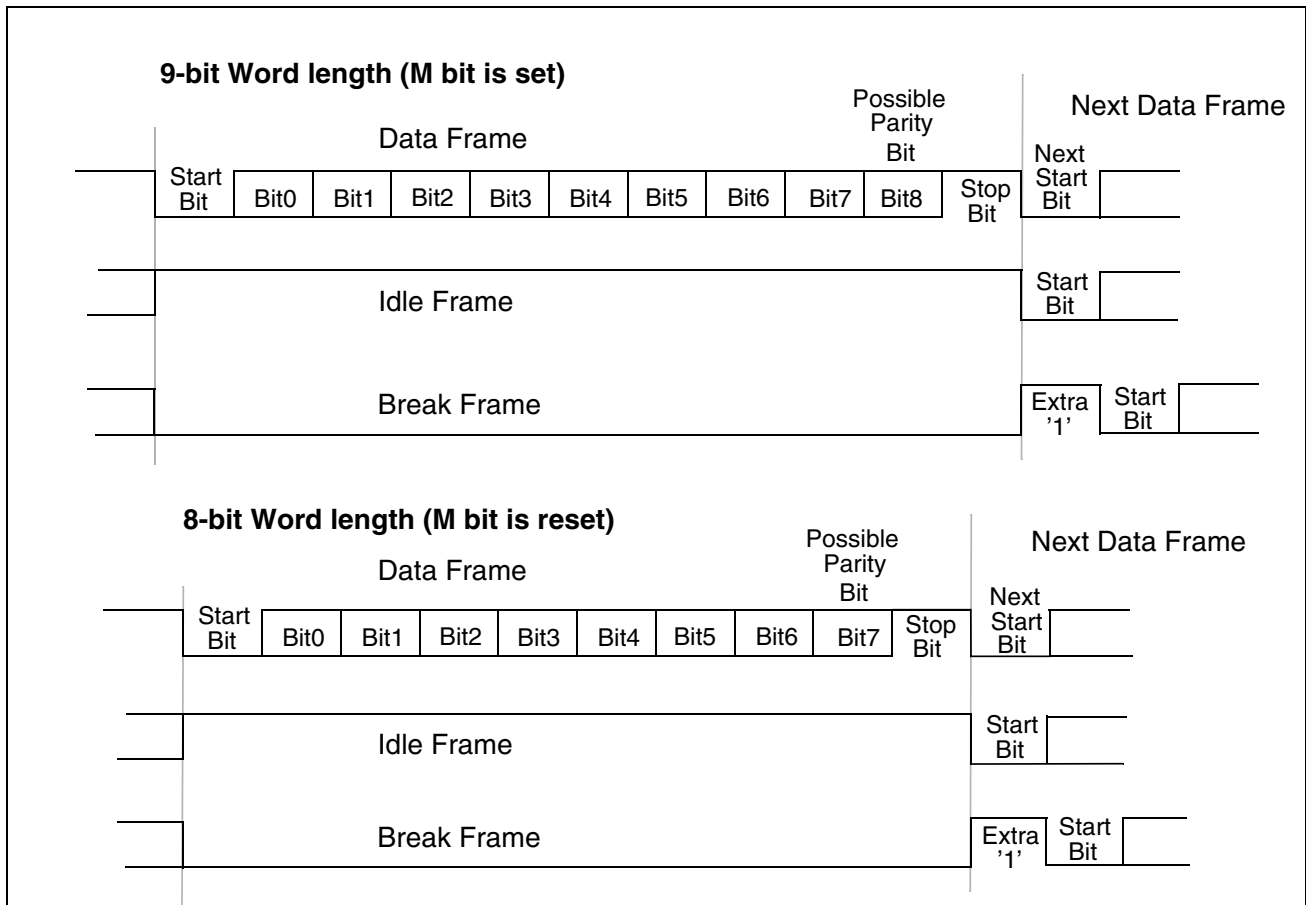 9-bit Word length (M bit is set)
Possible
Parity
Bit
Next Data Frame
Data Frame
Start
Bit
Bit0 Bit1 Bit2 Bit3 Bit4 Bit5 Bit6 Bit7 Bit8
Stop
Bit
Next
Start
Bit
Idle Frame
Start
Bit
Break Frame
Extra
'1'
Start
Bit
8-bit Word length (M bit is reset)
Possible
Parity
Bit
Next Data Frame
Data Frame
Start
Bit
Bit0 Bit1 Bit2 Bit3 Bit4 Bit5 Bit6 Bit7
Stop
Bit
Next
Start
Bit
Idle Frame
Start
Bit
Break Frame
Extra
'1'
Start
Bit